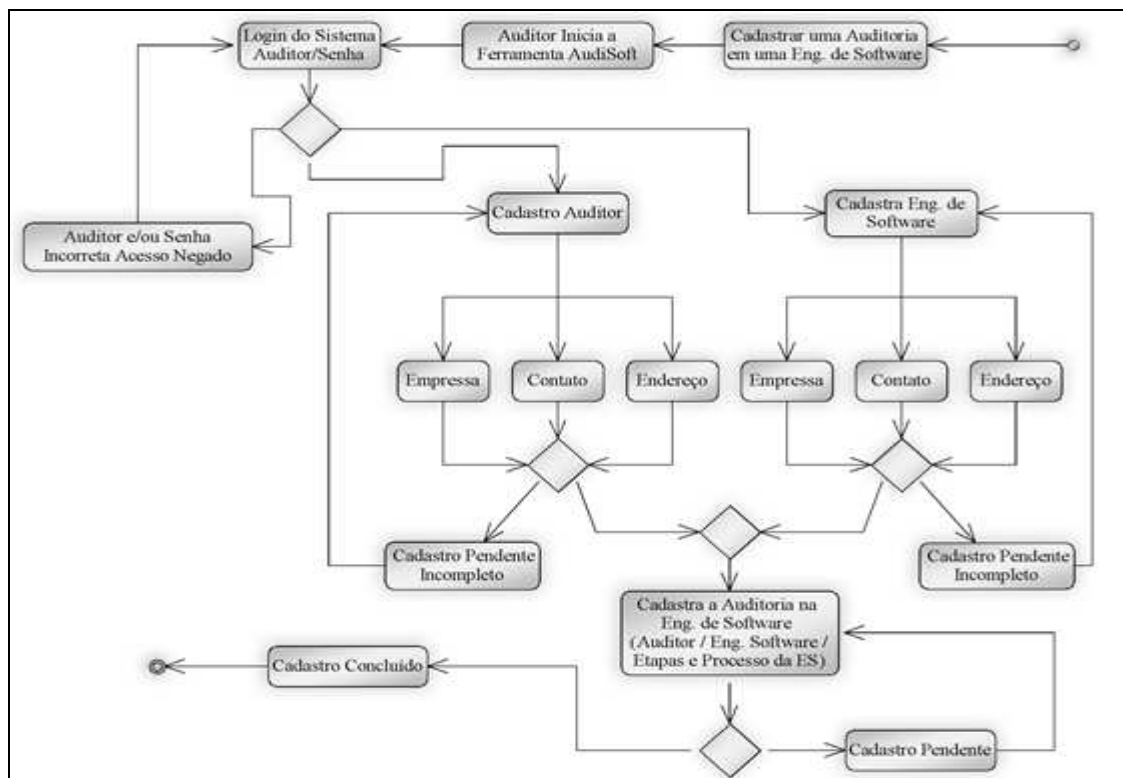 Login do Sistema
Auditor/Senha
Auditor Inicia a
Ferramenta AudiSoft
Cadastrar uma Auditoria
em uma Eng. de Software
Auditor e/ou Senha
Incorreta Acesso Negado
Cadastro Auditor
Cadastra Eng. de
Software
Empressa
Contato
Endereço
Empressa
Contato
Endereço
Cadastro Pendente
Incompleto
Cadastro Pendente
Incompleto
Cadastra a Auditoria na
Eng. de Software
(Auditor / Eng. Software /
Etapas e Processo da ES)
Cadastro Concluído
Cadastro Pendente